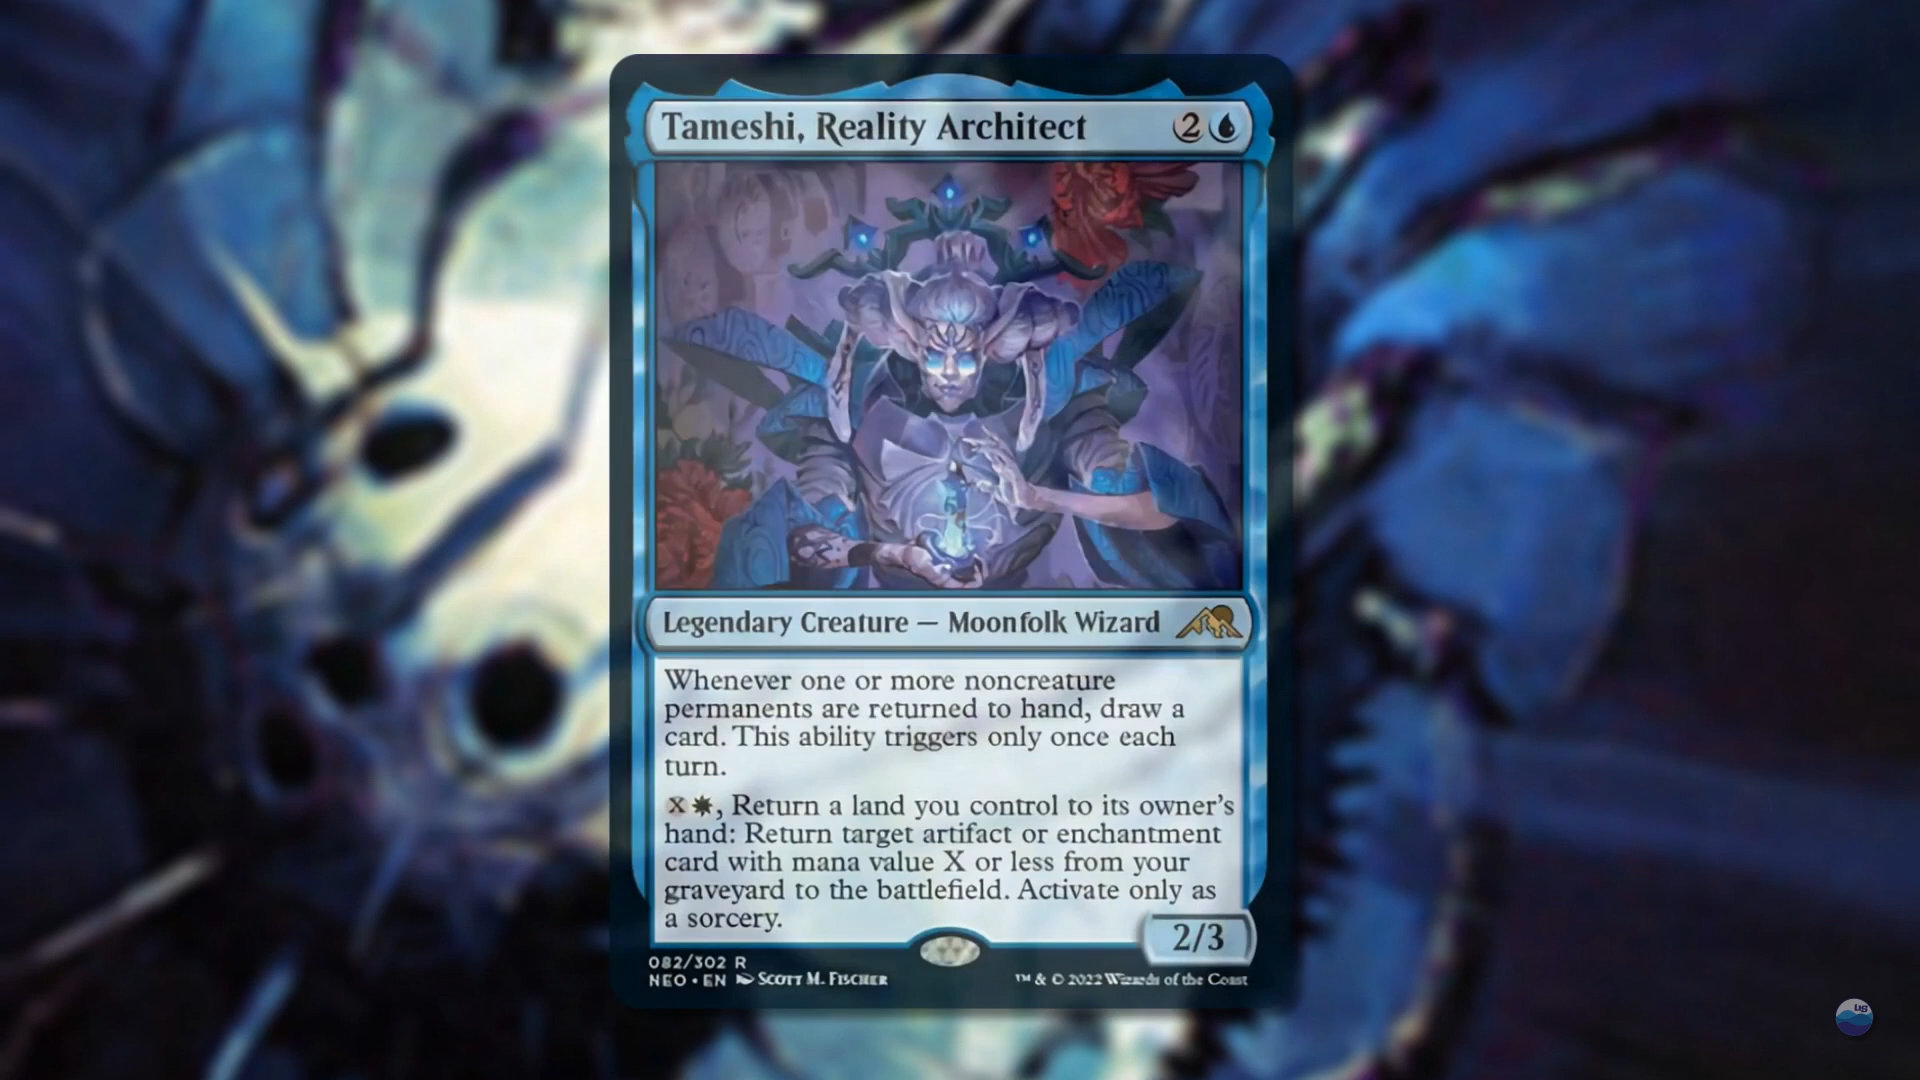 Tameshi, Reality Architect 2
Legendary Creature — Moonfolk Wizard
Whenever one or more noncreature
permanents are returned to hand, draw a
card. This ability triggers only once each
turn.
X, Return a land you control to its owner's
hand: Return target artifact or enchantment
card with mana value X or less from your
graveyard to the battlefield. Activate only as
a sorcery.
2/3
082/302 R
NEO • EN Scott M. Fischer
™ & © 2022 Wizards of the Coast